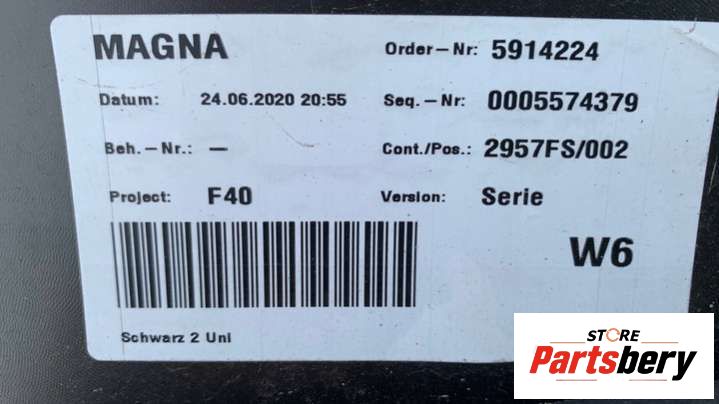 MAGNA Order-Nr: 5914224
Datum: 24.06.2020 20:55 Seq.-Nr: 0005574379
Beh.-Nr.: — Cont./Pos.: 2957FS/002
Project: F40 Version: Serie
W6
Schwarz 2 Uni
STORE
Partsbery